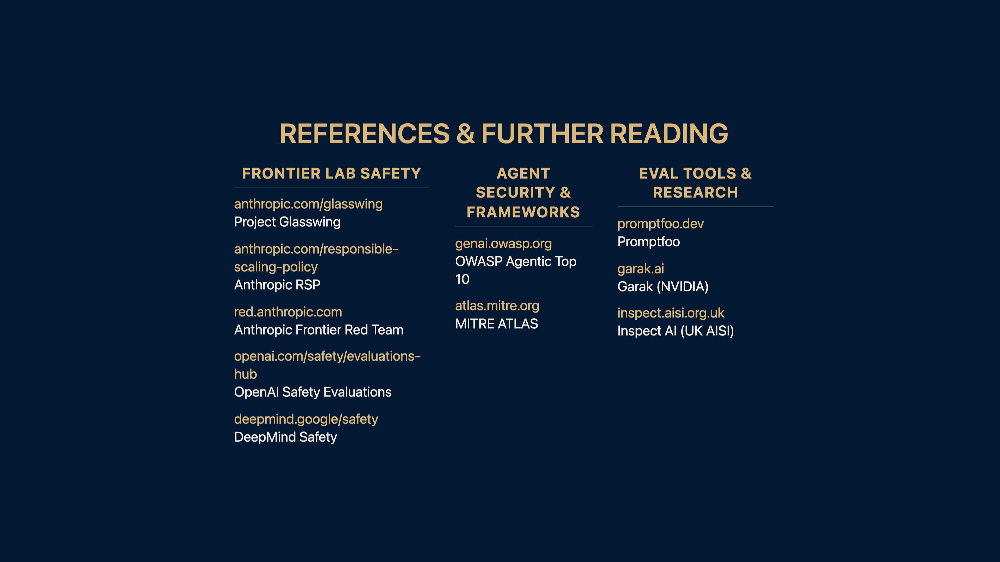 REFERENCES & FURTHER READING
FRONTIER LAB SAFETY
anthropic.com/glasswing
Project Glasswing
anthropic.com/responsible-
scaling-policy
Anthropic RSP
red.anthropic.com
Anthropic Frontier Red Team
openai.com/safety/evaluations-
hub
OpenAI Safety Evaluations
deepmind.google/safety
DeepMind Safety
AGENT
SECURITY &
FRAMEWORKS
genai.owasp.org
OWASP Agentic Top
10
atlas.mitre.org
MITRE ATLAS
EVAL TOOLS &
RESEARCH
promptfoo.dev
Promptfoo
garak.ai
Garak (NVIDIA)
inspect.aisi.org.uk
Inspect AI (UK AISI)